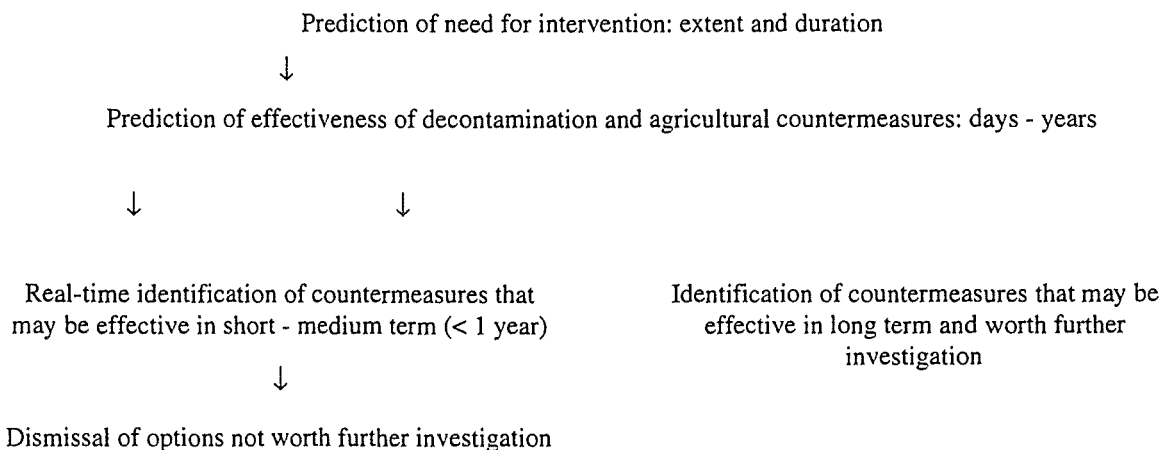 Prediction of need for intervention: extent and duration
↓
Prediction of effectiveness of decontamination and agricultural countermeasures: days - years
↓ ↓
Real-time identification of countermeasures that
may be effective in short - medium term (< 1 year)
Identification of countermeasures that may be
effective in long term and worth further
investigation
↓
Dismissal of options not worth further investigation